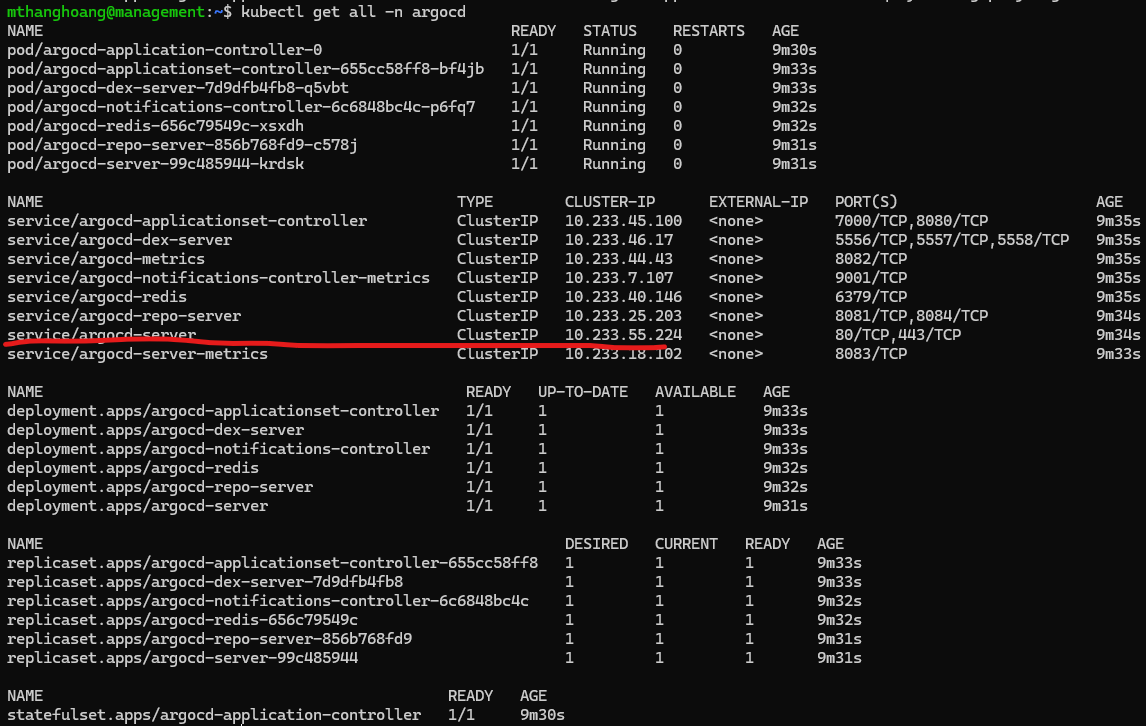 mthanghoang@management:~$ kubectl get all -n argocd
NAME READY STATUS RESTARTS AGE
pod/argocd-application-controller-0 1/1 Running 0 9m30s
pod/argocd-applicationset-controller-655cc58ff8-bf4jb 1/1 Running 0 9m33s
pod/argocd-dex-server-7d9dfb4fb8-q5vbt 1/1 Running 0 9m33s
pod/argocd-notifications-controller-6c6848bc4c-p6fq7 1/1 Running 0 9m32s
pod/argocd-redis-656c79549c-xsxdh 1/1 Running 0 9m32s
pod/argocd-repo-server-856b768fd9-c578j 1/1 Running 0 9m31s
pod/argocd-server-99c485944-krdsk 1/1 Running 0 9m31s
NAME TYPE CLUSTER-IP EXTERNAL-IP PORT(S) AGE
service/argocd-applicationset-controller ClusterIP 10.233.45.100 <none> 7000/TCP,8080/TCP 9m35s
service/argocd-dex-server ClusterIP 10.233.46.17 <none> 5556/TCP,5557/TCP,5558/TCP 9m35s
service/argocd-metrics ClusterIP 10.233.44.43 <none> 8082/TCP 9m35s
service/argocd-notifications-controller-metrics ClusterIP 10.233.7.107 <none> 9001/TCP 9m35s
service/argocd-redis ClusterIP 10.233.40.146 <none> 6379/TCP 9m35s
service/argocd-repo-server ClusterIP 10.233.25.203 <none> 8081/TCP,8084/TCP 9m34s
service/argocd-server ClusterIP 10.233.55.224 <none> 80/TCP,443/TCP 9m34s
service/argocd-server-metrics ClusterIP 10.233.18.102 <none> 8083/TCP 9m33s
NAME READY UP-TO-DATE AVAILABLE AGE
deployment.apps/argocd-applicationset-controller 1/1 1 1 9m33s
deployment.apps/argocd-dex-server 1/1 1 1 9m33s
deployment.apps/argocd-notifications-controller 1/1 1 1 9m33s
deployment.apps/argocd-redis 1/1 1 1 9m32s
deployment.apps/argocd-repo-server 1/1 1 1 9m32s
deployment.apps/argocd-server 1/1 1 1 9m31s
NAME DESIRED CURRENT READY AGE
replicaset.apps/argocd-applicationset-controller-655cc58ff8 1 1 1 9m33s
replicaset.apps/argocd-dex-server-7d9dfb4fb8 1 1 1 9m33s
replicaset.apps/argocd-notifications-controller-6c6848bc4c 1 1 1 9m32s
replicaset.apps/argocd-redis-656c79549c 1 1 1 9m32s
replicaset.apps/argocd-repo-server-856b768fd9 1 1 1 9m31s
replicaset.apps/argocd-server-99c485944 1 1 1 9m31s
NAME READY AGE
statefulset.apps/argocd-application-controller 1/1 9m30s